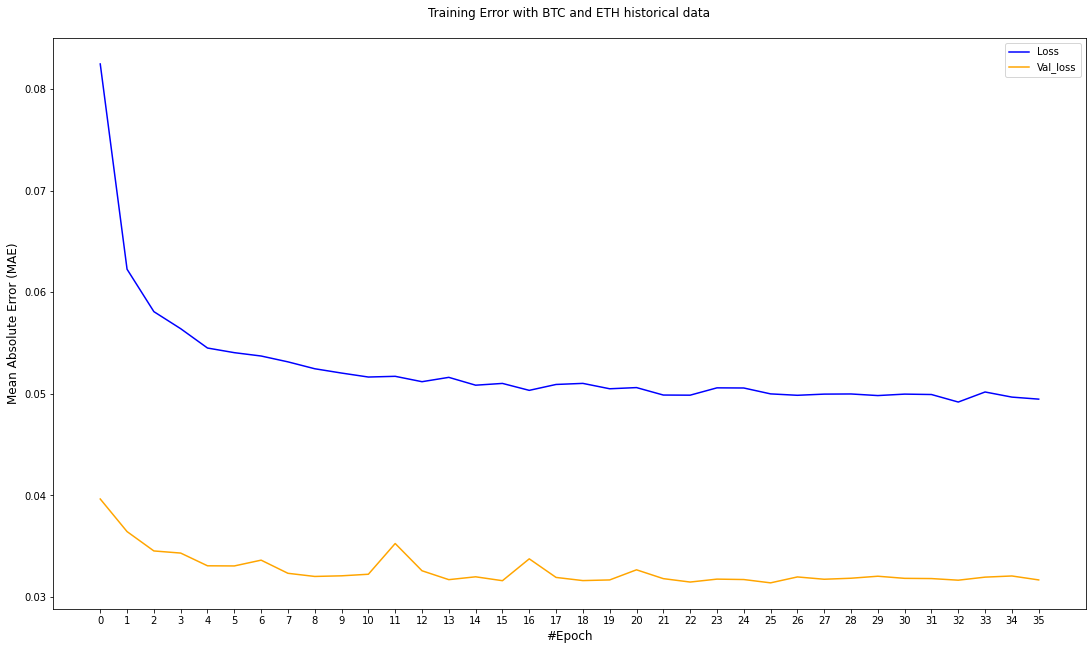 Training Error with BTC and ETH historical data
Loss
Val_loss
0.08
0.07
0.06
0.05
0.04
0.03
Mean Absolute Error (MAE)
0 1 2 3 4 5 6 7 8 9 10 11 12 13 14 15 16 17 18 19 20 21 22 23 24 25 26 27 28 29 30 31 32 33 34 35
#Epoch